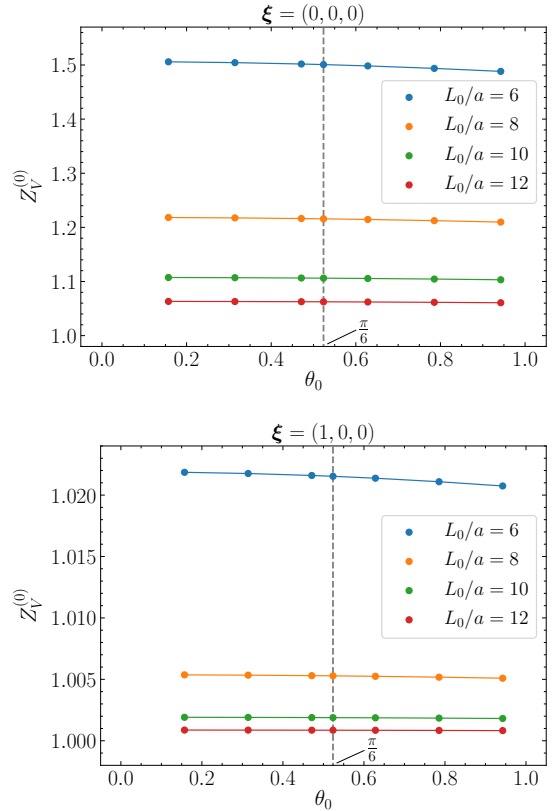 ξ = (0, 0, 0)
1.5
1.4
1.3
1.2
1.1
1.0
Z_V^{(0)}
L_0/a = 6
L_0/a = 8
L_0/a = 10
L_0/a = 12
π/6
0.0 0.2 0.4 0.6 0.8 1.0
θ_0
ξ = (1, 0, 0)
1.020
1.015
1.010
1.005
1.000
Z_V^{(0)}
L_0/a = 6
L_0/a = 8
L_0/a = 10
L_0/a = 12
π/6
0.0 0.2 0.4 0.6 0.8 1.0
θ_0